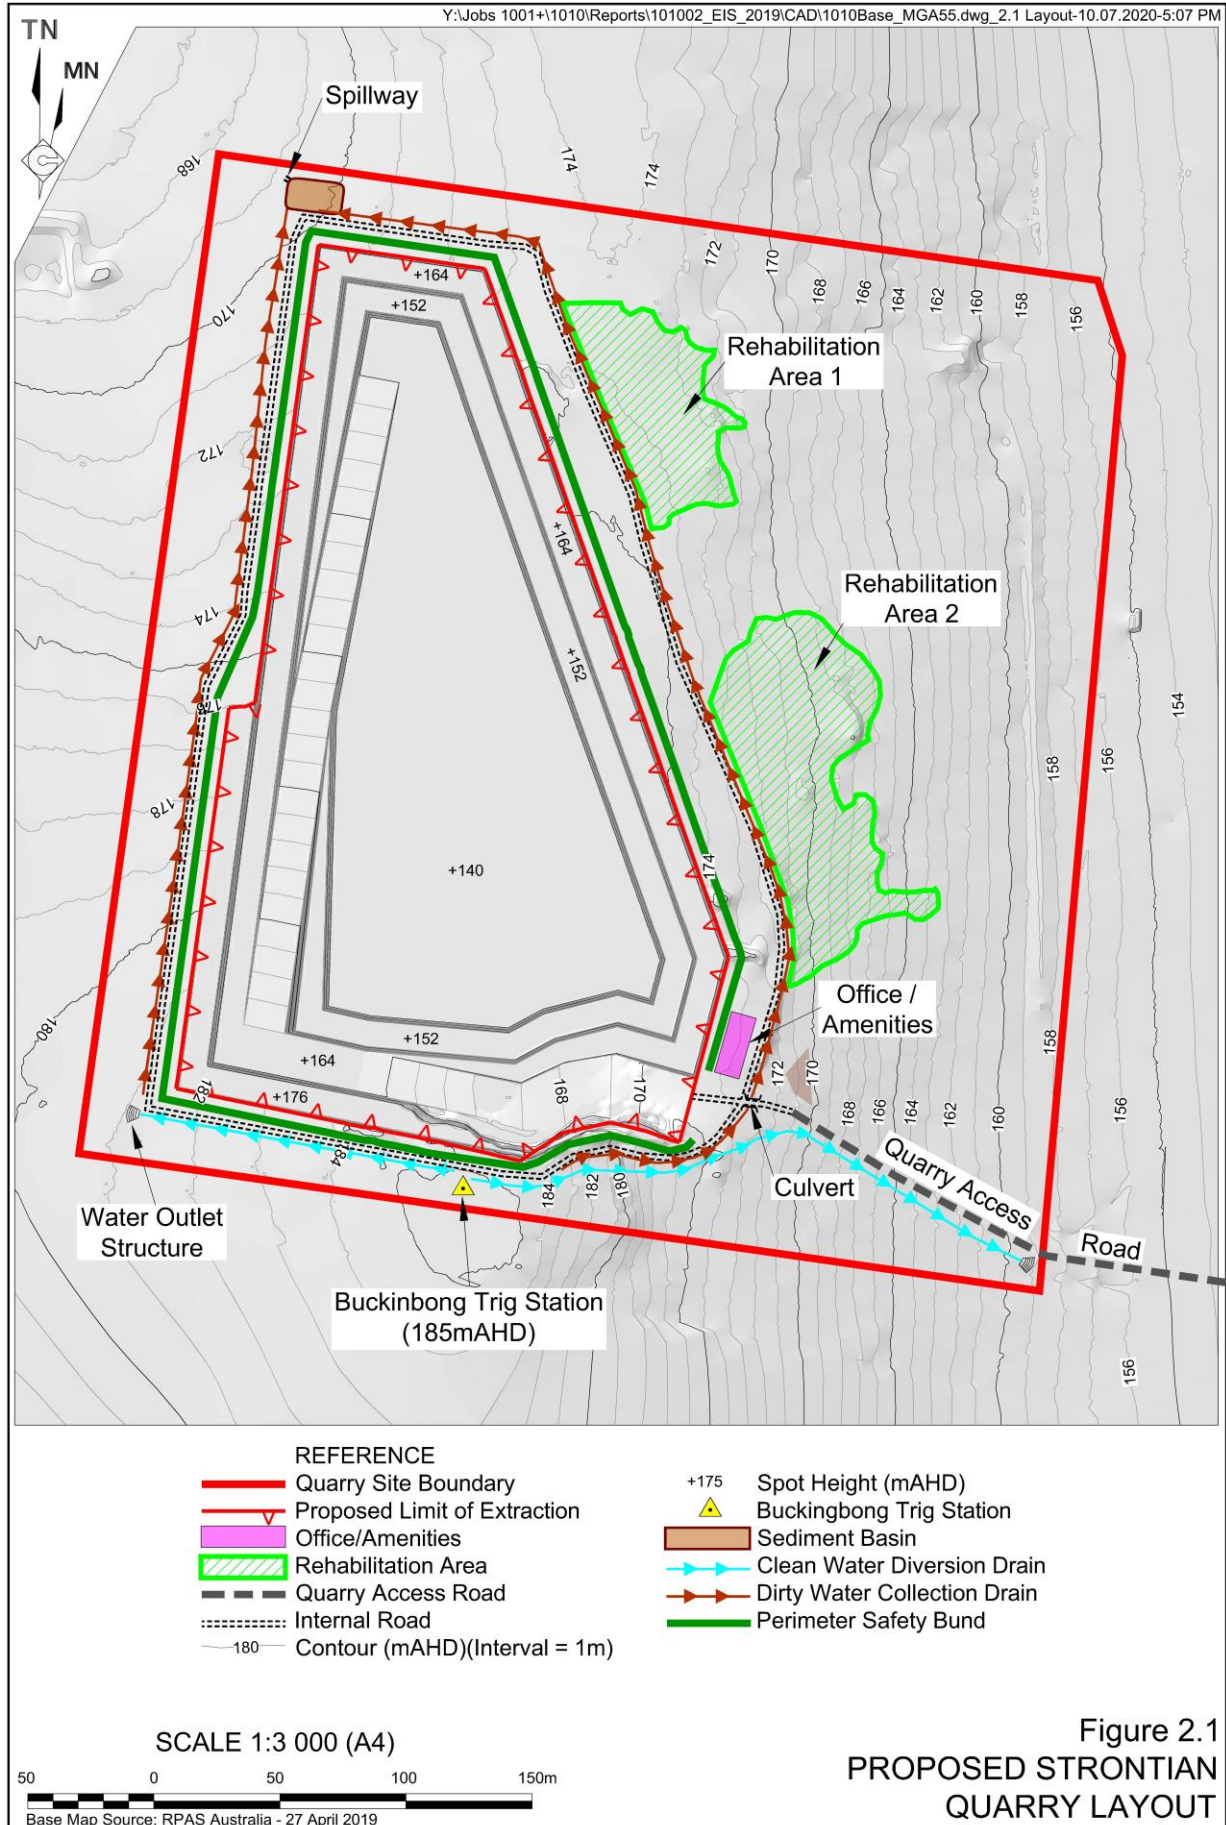 Y:\Jobs 1001+\1010\Reports\101002_EIS_2019\CAD\1010Base_MGA55.dwg_2.1 Layout-10.07.2020-5:07 PM
TN
MN
Spillway
168
174
174
172
170
168
166
164
162
160
158
156
+164
+152
170
Rehabilitation
Area 1
172
+164
174
Rehabilitation
Area 2
+152
176
154
158
156
178
174
+140
180
Office /
Amenities
+152
+164
158
182
+176
168
170
172
170
168
166
164
162
160
156
184
184
182
180
Culvert
Quarry Access
Road
Water Outlet
Structure
Buckinbong Trig Station
(185mAHD)
156
REFERENCE
Quarry Site Boundary
Proposed Limit of Extraction
Office/Amenities
Rehabilitation Area
Quarry Access Road
Internal Road
180 Contour (mAHD)(Interval = 1m)
+175 Spot Height (mAHD)
Buckingbong Trig Station
Sediment Basin
Clean Water Diversion Drain
Dirty Water Collection Drain
Perimeter Safety Bund
SCALE 1:3 000 (A4)
50 0 50 100 150m
Base Map Source: RPAS Australia - 27 April 2019
Figure 2.1
PROPOSED STRONTIAN
QUARRY LAYOUT